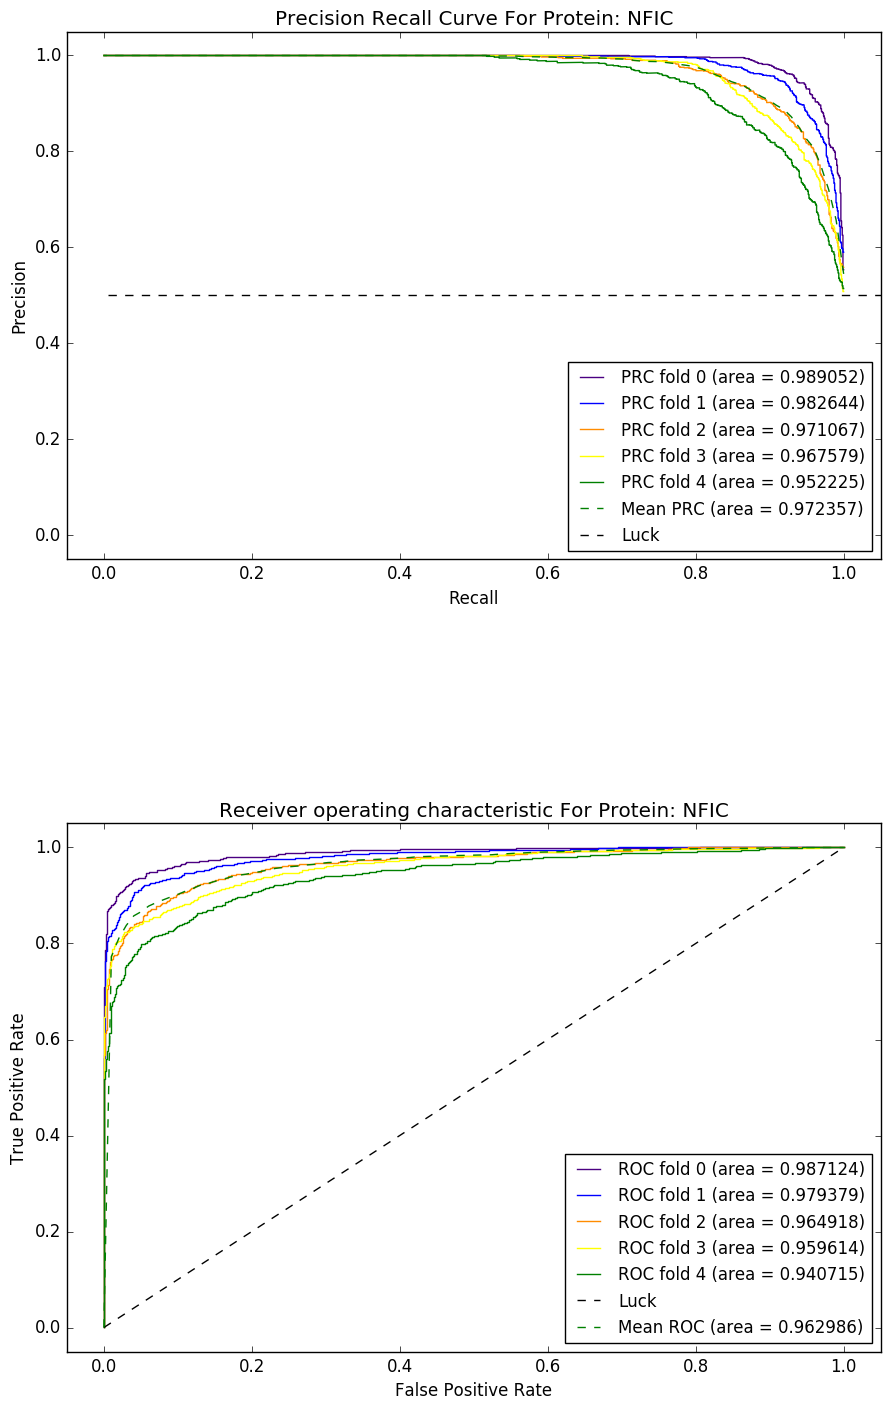 Precision Recall Curve For Protein: NFIC
1.0
0.8
0.6
0.4
0.2
0.0
Precision
PRC fold 0 (area = 0.989052)
PRC fold 1 (area = 0.982644)
PRC fold 2 (area = 0.971067)
PRC fold 3 (area = 0.967579)
PRC fold 4 (area = 0.952225)
Mean PRC (area = 0.972357)
Luck
0.0 0.2 0.4 0.6 0.8 1.0
Recall
Receiver operating characteristic For Protein: NFIC
1.0
0.8
0.6
0.4
0.2
0.0
True Positive Rate
ROC fold 0 (area = 0.987124)
ROC fold 1 (area = 0.979379)
ROC fold 2 (area = 0.964918)
ROC fold 3 (area = 0.959614)
ROC fold 4 (area = 0.940715)
Luck
Mean ROC (area = 0.962986)
0.0 0.2 0.4 0.6 0.8 1.0
False Positive Rate